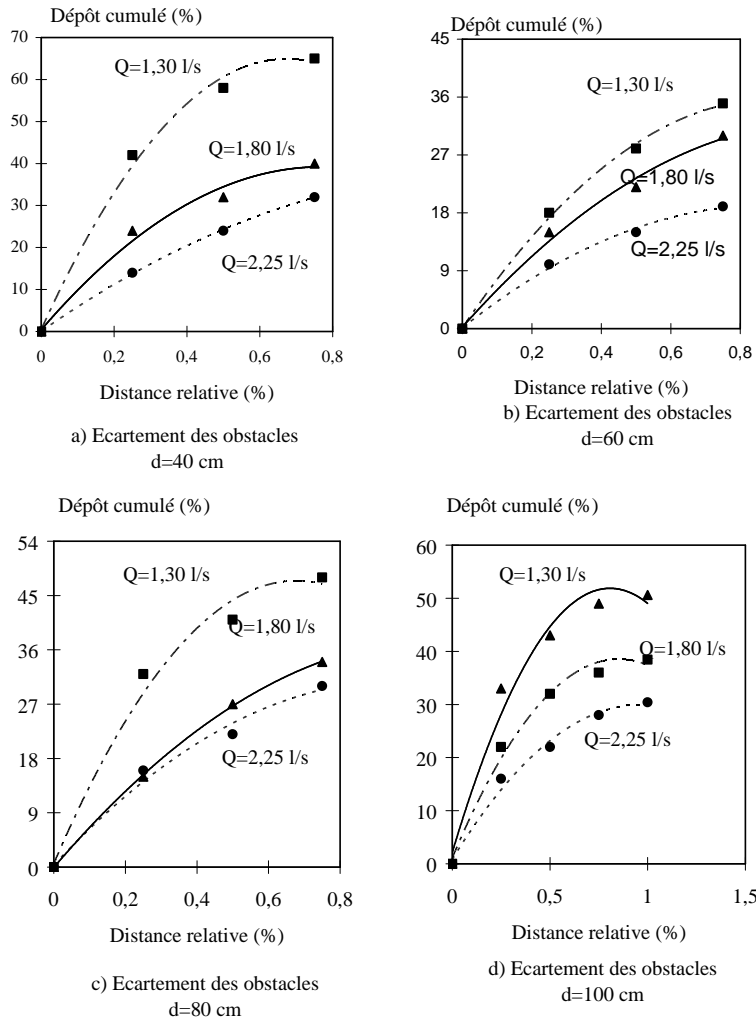 Dépôt cumulé (%)
70
60
50
40
30
20
10
0
0
0,2
0,4
0,6
0,8
Q=1,30 l/s
Q=1,80 l/s
Q=2,25 l/s
Distance relative (%)
a) Ecartement des obstacles
d=40 cm
Dépôt cumulé (%)
45
36
27
18
9
0
0
0,2
0,4
0,6
0,8
Q=1,30 l/s
Q=1,80 l/s
Q=2,25 l/s
Distance relative (%)
b) Ecartement des obstacles
d=60 cm
Dépôt cumulé (%)
54
45
36
27
18
9
0
0
0,2
0,4
0,6
0,8
Q=1,30 l/s
Q=1,80 l/s
Q=2,25 l/s
Distance relative (%)
c) Ecartement des obstacles
d=80 cm
Dépôt cumulé (%)
60
50
40
30
20
10
0
0
0,5
1
1,5
Q=1,30 l/s
Q=1,80 l/s
Q=2,25 l/s
Distance relative (%)
d) Ecartement des obstacles
d=100 cm